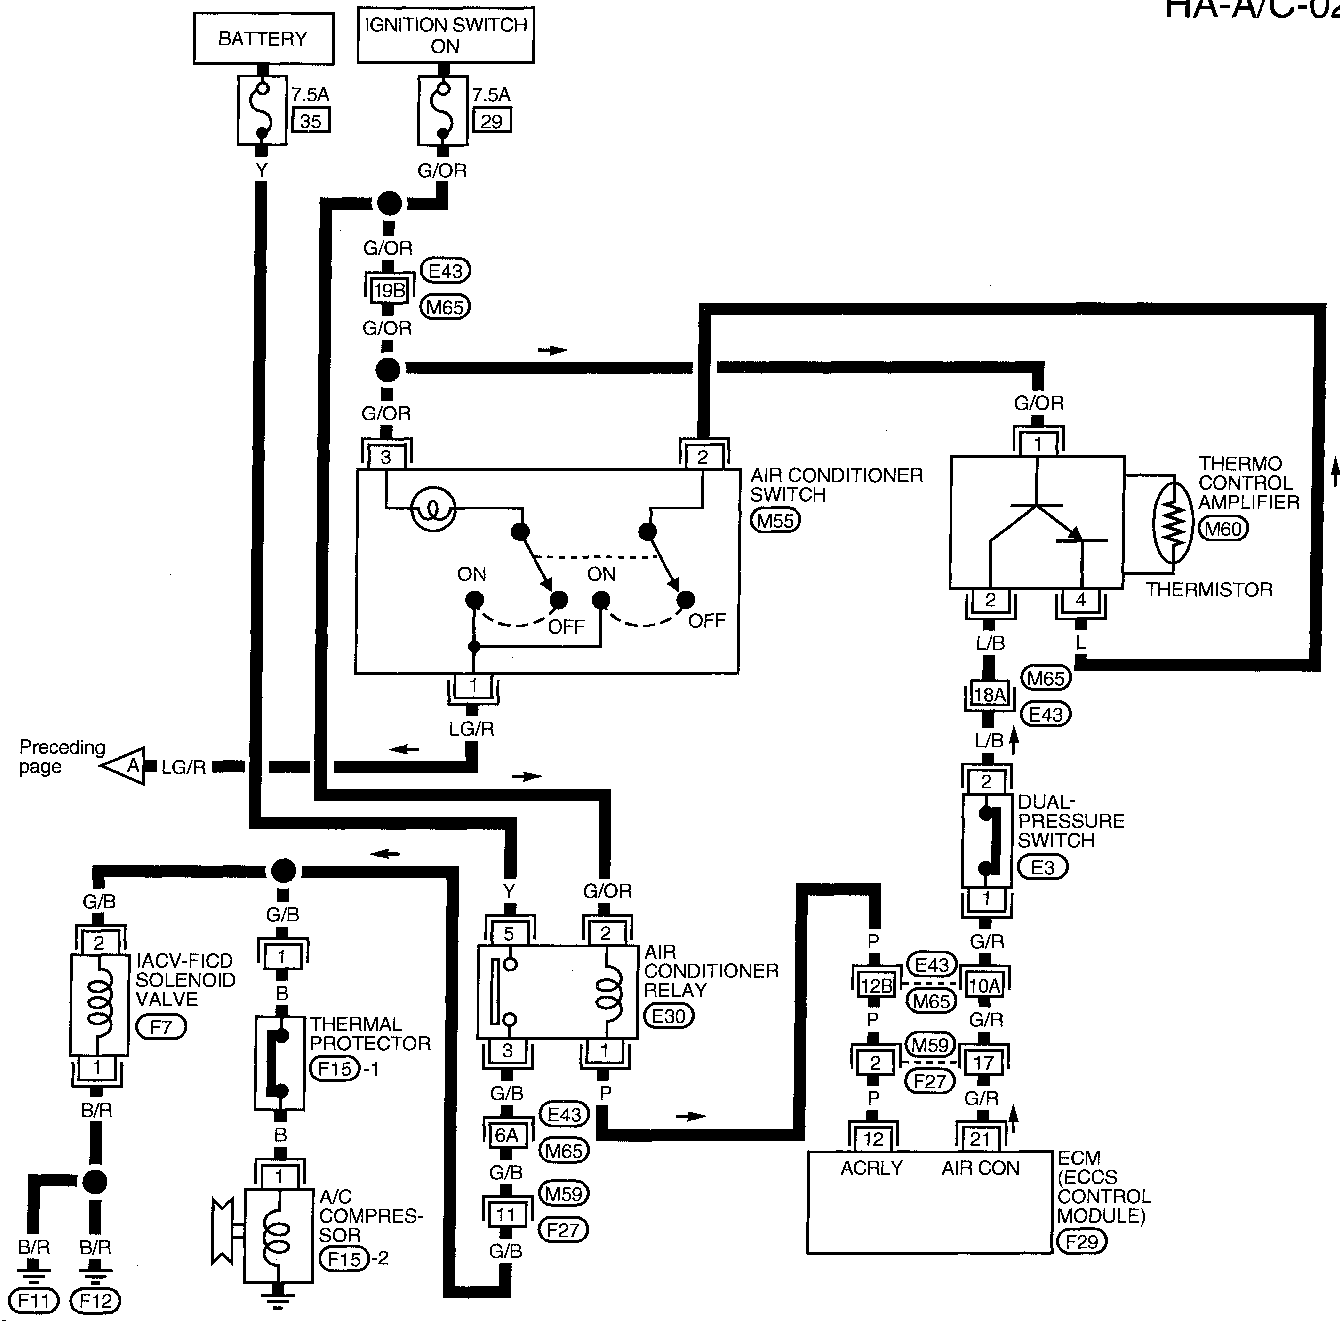 HA-A/C-02
BATTERY
IGNITION SWITCH
ON
7.5A
35
7.5A
29
Y
G/OR
G/OR
19B
E43
M65
G/OR
G/OR
G/OR
3
2
1
AIR CONDITIONER
SWITCH
M55
ON
ON
OFF
OFF
1
LG/R
THERMO
CONTROL
AMPLIFIER
M60
THERMISTOR
2
4
L/B
L
18A
M65
E43
L/B
Preceding
page
A
LG/R
2
DUAL-
PRESSURE
SWITCH
E3
1
Y
G/OR
5
2
AIR
CONDITIONER
RELAY
E30
3
1
G/B
P
G/B
G/B
2
IACV-FICD
SOLENOID
VALVE
F7
1
B/R
1
B
THERMAL
PROTECTOR
F15 -1
B
1
A/C
COMPRES-
SOR
F15 -2
B/R
B/R
F11
F12
6A
E43
M65
G/B
11
M59
F27
G/B
P
G/R
12B
E43
M65
10A
P
G/R
2
M59
F27
17
P
G/R
12
21
ACRLY
AIR CON
ECM
(ECCS
CONTROL
MODULE)
F29